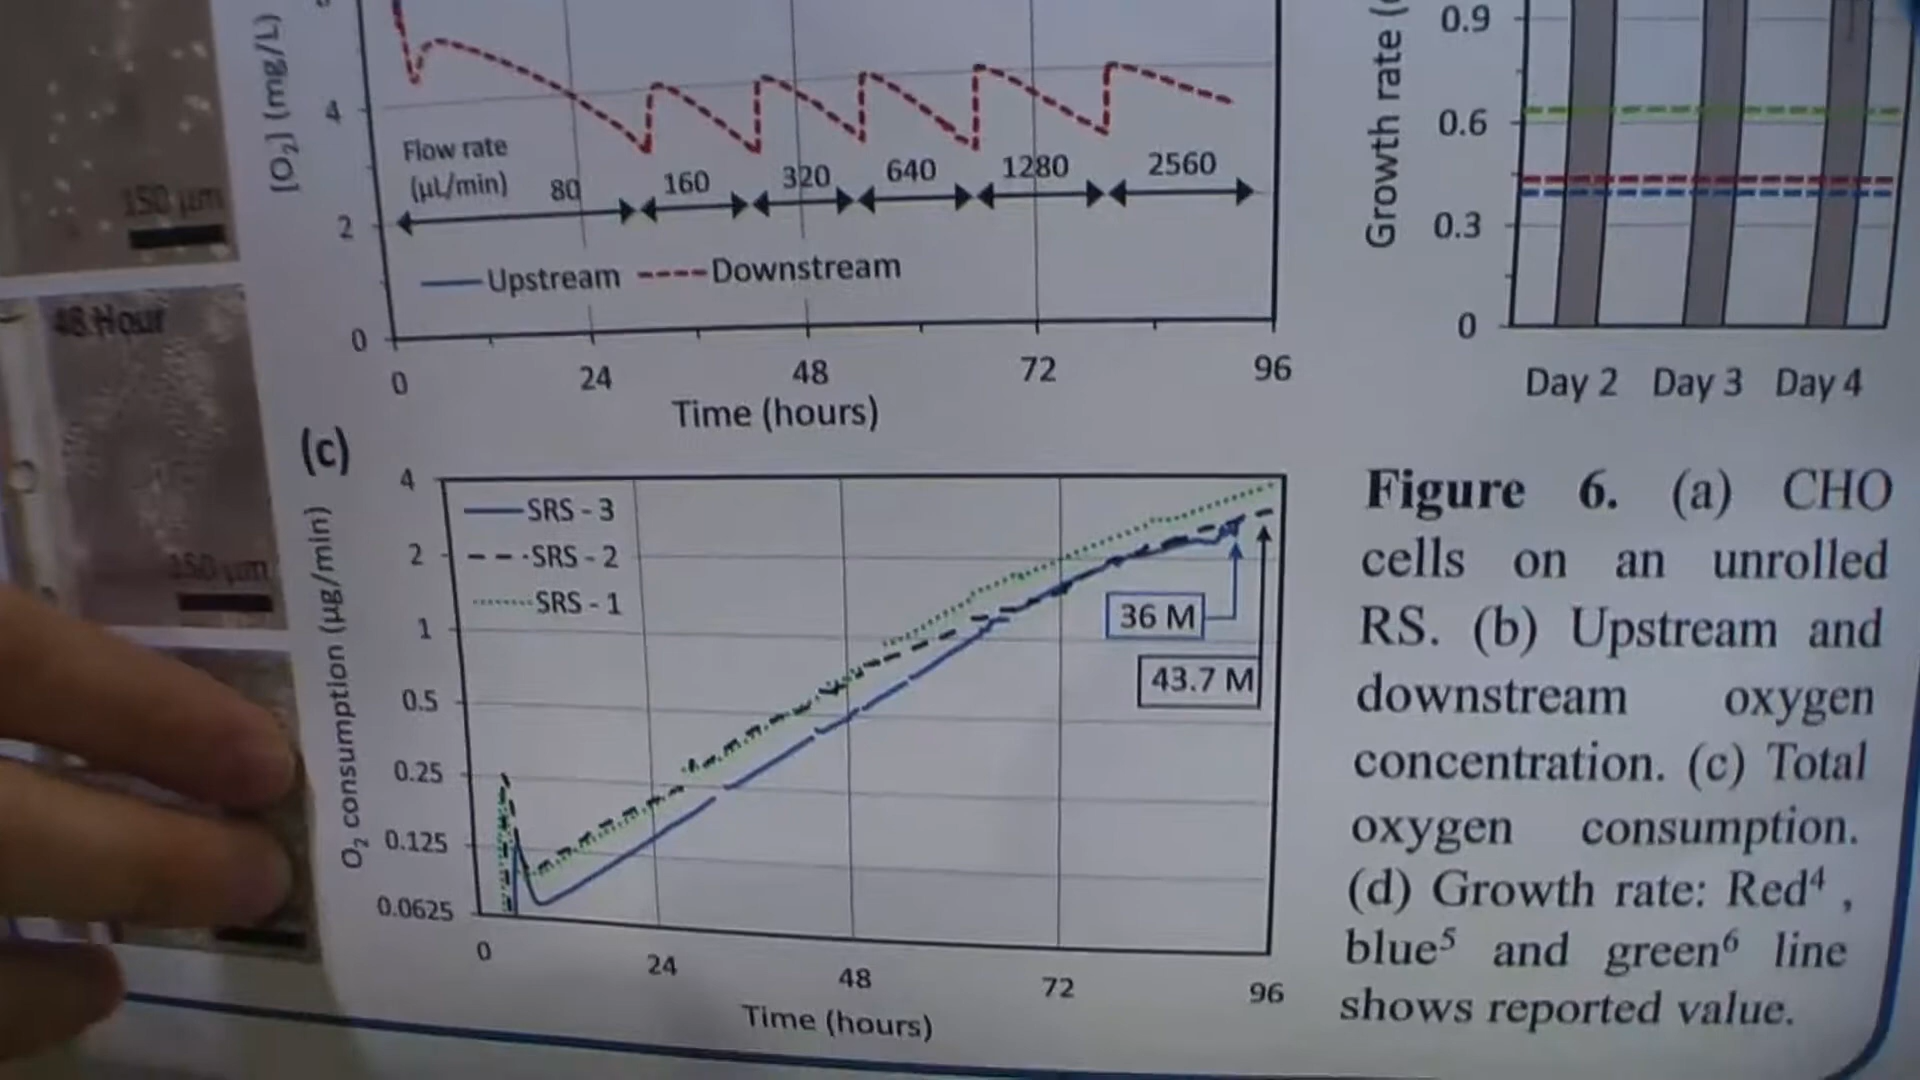 150 µm
48 Hour
150 µm
[O₂] (mg/L)
4
2
0
Flow rate
(µL/min)
80
160
320
640
1280
2560
Upstream
Downstream
0
24
48
72
96
Time (hours)
0.9
0.6
0.3
0
Growth rate
Day 2
Day 3
Day 4
(c)
O₂ consumption (µg/min)
4
2
1
0.5
0.25
0.125
0.0625
SRS - 3
SRS - 2
SRS - 1
36 M
43.7 M
0
24
48
72
96
Time (hours)
Figure 6. (a) CHO
cells on an unrolled
RS. (b) Upstream and
downstream oxygen
concentration. (c) Total
oxygen consumption.
(d) Growth rate: Red⁴ ,
blue⁵ and green⁶ line
shows reported value.